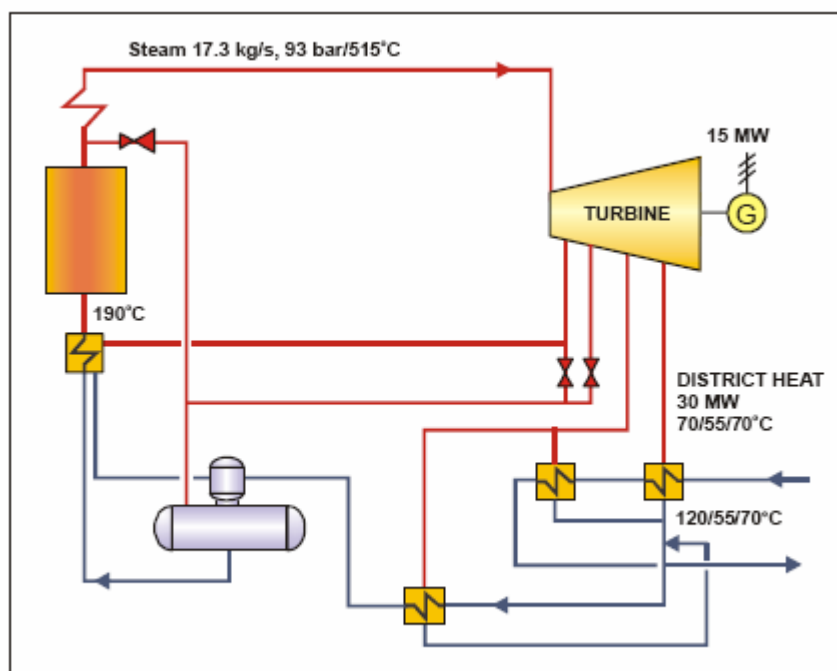 Steam 17.3 kg/s, 93 bar/515°C
15 MW
TURBINE
G
190°C
DISTRICT HEAT
30 MW
70/55/70°C
120/55/70°C